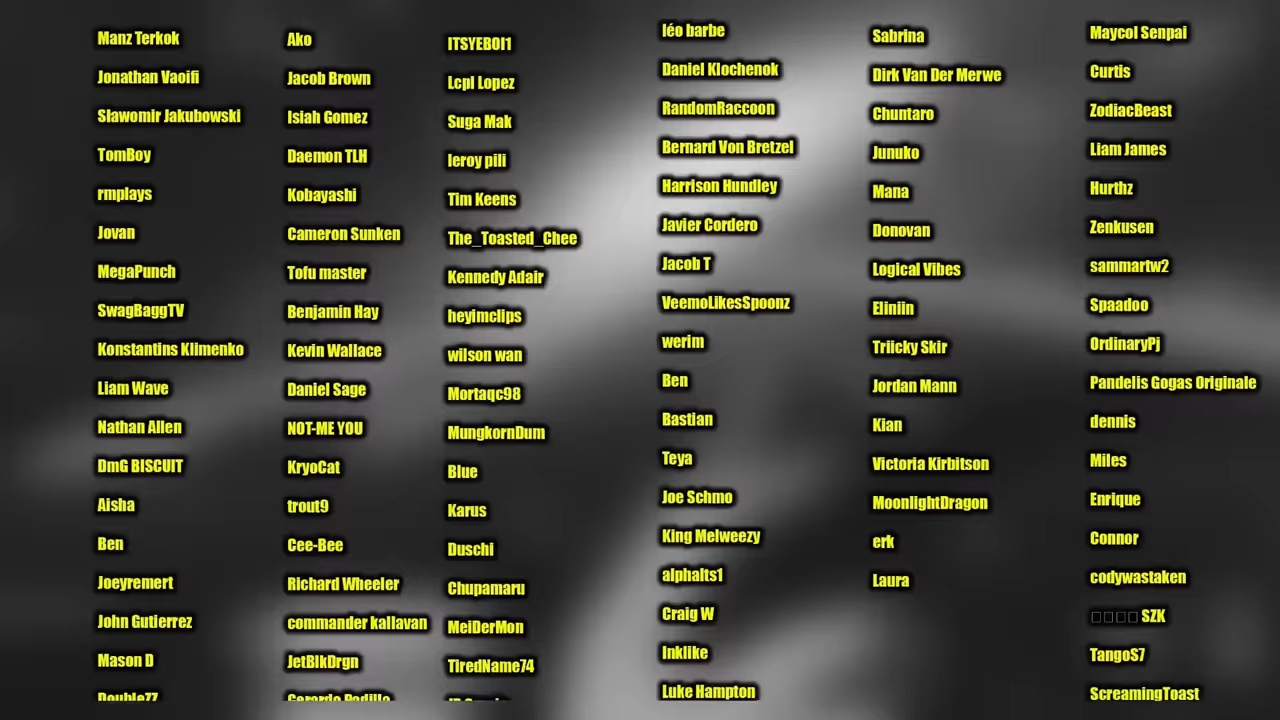 Manz Terkok
Jonathan Vaoifi
Slawomir Jakubowski
TomBoy
rmplays
Jovan
MegaPunch
SwagBaggTV
Konstantins Klimenko
Liam Wave
Nathan Allen
DmG BISCUIT
Aisha
Ben
Joeyremert
John Gutierrez
Mason D
Double77
Ako
Jacob Brown
Isiah Gomez
Daemon TLH
Kobayashi
Cameron Sunken
Tofu master
Benjamin Hay
Kevin Wallace
Daniel Sage
NOT-ME YOU
KryoCat
trout9
Cee-Bee
Richard Wheeler
commander kallavan
JetBlkDrgn
Gerardo Padilla
ITSYEBOI1
Lcpl Lopez
Suga Mak
leroy pili
Tim Keens
The_Toasted_Chee
Kennedy Adair
heyimclips
wilson wan
Mortaqc98
MungkornDum
Blue
Karus
Duschi
Chupamaru
MeiDerMon
TiredName74
léo barbe
Daniel Klochenok
RandomRaccoon
Bernard Von Bretzel
Harrison Hundley
Javier Cordero
Jacob T
VeemoLikesSpoonz
werim
Ben
Bastian
Teya
Joe Schmo
King Melweezy
alphalts1
Craig W
Inklike
Luke Hampton
Sabrina
Dirk Van Der Merwe
Chuntaro
Junuko
Mana
Donovan
Logical Vibes
Eliniin
Triicky Skir
Jordan Mann
Kian
Victoria Kirbitson
MoonlightDragon
erk
Laura
Maycol Senpai
Curtis
ZodiacBeast
Liam James
Hurthz
Zenkusen
sammartw2
Spaadoo
OrdinaryPj
Pandelis Gogas Originale
dennis
Miles
Enrique
Connor
codywastaken
SZK
TangoS7
ScreamingToast